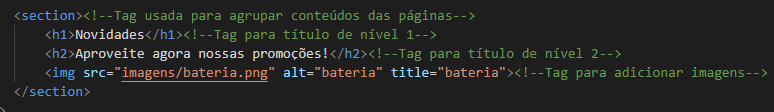 <section><!--Tag usada para agrupar conteúdos das páginas-->
<h1>Novidades</h1><!--Tag para título de nível 1-->
<h2>Aproveite agora nossas promoções!</h2><!--Tag para título de nível 2-->
<img src="imagens/bateria.png" alt="bateria" title="bateria"><!--Tag para adicionar imagens-->
</section>